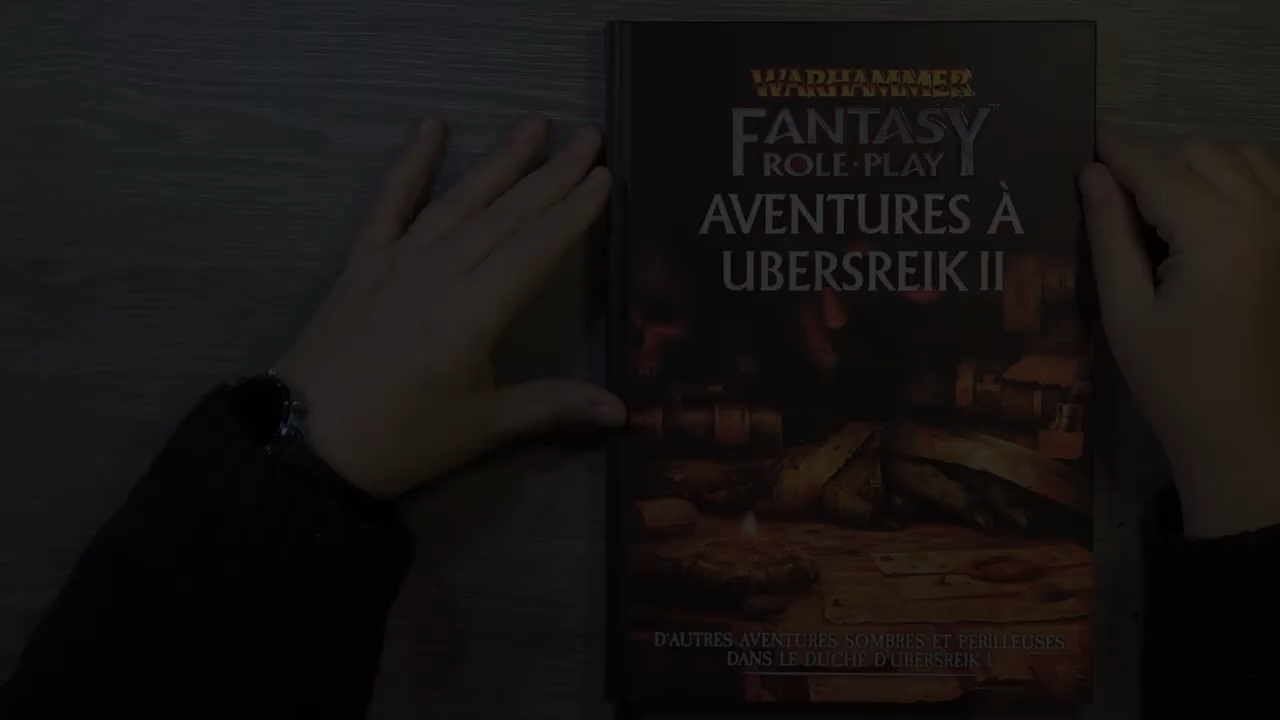 WARHAMMER
FANTASY
ROLE·PLAY
AVENTURES À
UBERSREIK II
D'AUTRES AVENTURES SOMBRES ET PÉRILLEUSES
DANS LE DUCHÉ D'UBERSREIK !